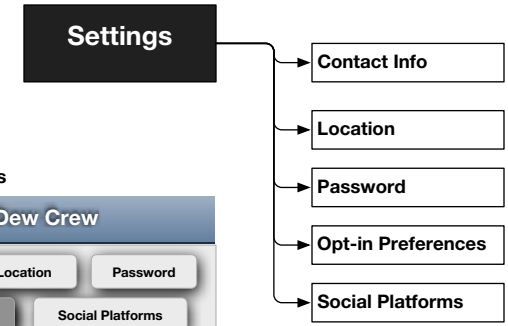 Settings
Contact Info
Location
Password
Opt-in Preferences
Social Platforms
Dew Crew
Location
Password
Social Platforms